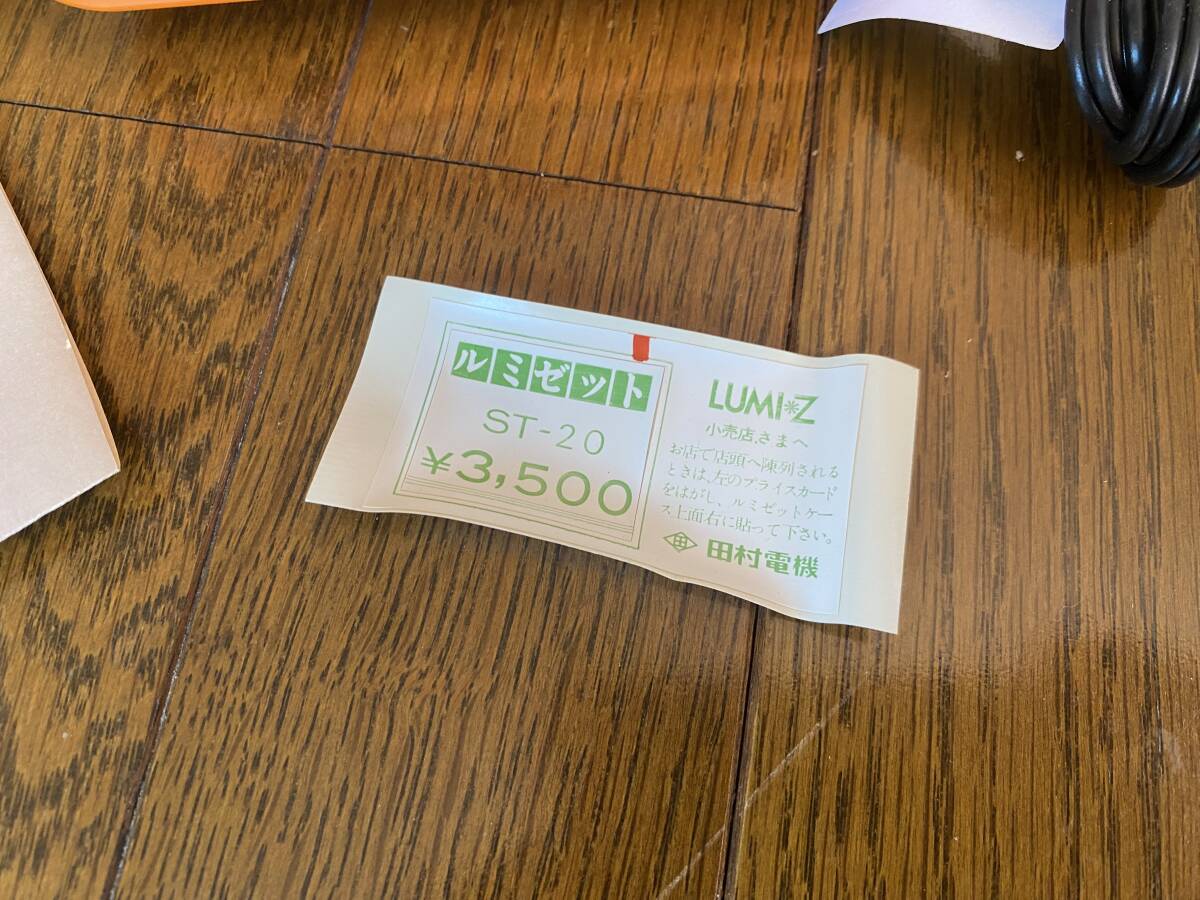 ルミゼット
ST-20
¥3,500
LUMI*Z
小売店さまへ
お店で店頭へ陳列される
ときは、左のプライスカード
をはがし、ルミゼットケー
ス上面右に貼って下さい。
田村電機